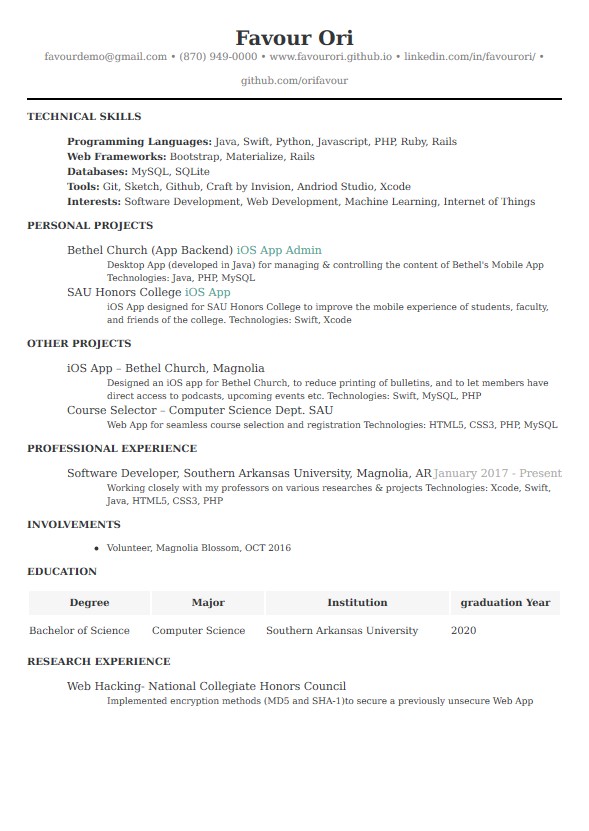 Favour Ori
favourdemo@gmail.com • (870) 949-0000 • www.favourori.github.io • linkedin.com/in/favourori/ •
github.com/orifavour
TECHNICAL SKILLS
Programming Languages: Java, Swift, Python, Javascript, PHP, Ruby, Rails
Web Frameworks: Bootstrap, Materialize, Rails
Databases: MySQL, SQLite
Tools: Git, Sketch, Github, Craft by Invision, Andriod Studio, Xcode
Interests: Software Development, Web Development, Machine Learning, Internet of Things
PERSONAL PROJECTS
Bethel Church (App Backend) iOS App Admin
Desktop App (developed in Java) for managing & controlling the content of Bethel's Mobile App
Technologies: Java, PHP, MySQL
SAU Honors College iOS App
iOS App designed for SAU Honors College to improve the mobile experience of students, faculty,
and friends of the college. Technologies: Swift, Xcode
OTHER PROJECTS
iOS App – Bethel Church, Magnolia
Designed an iOS app for Bethel Church, to reduce printing of bulletins, and to let members have
direct access to podcasts, upcoming events etc. Technologies: Swift, MySQL, PHP
Course Selector – Computer Science Dept. SAU
Web App for seamless course selection and registration Technologies: HTML5, CSS3, PHP, MySQL
PROFESSIONAL EXPERIENCE
Software Developer, Southern Arkansas University, Magnolia, AR January 2017 - Present
Working closely with my professors on various researches & projects Technologies: Xcode, Swift,
Java, HTML5, CSS3, PHP
INVOLVEMENTS
• Volunteer, Magnolia Blossom, OCT 2016
EDUCATION
Degree Major Institution graduation Year
Bachelor of Science Computer Science Southern Arkansas University 2020
RESEARCH EXPERIENCE
Web Hacking- National Collegiate Honors Council
Implemented encryption methods (MD5 and SHA-1)to secure a previously unsecure Web App